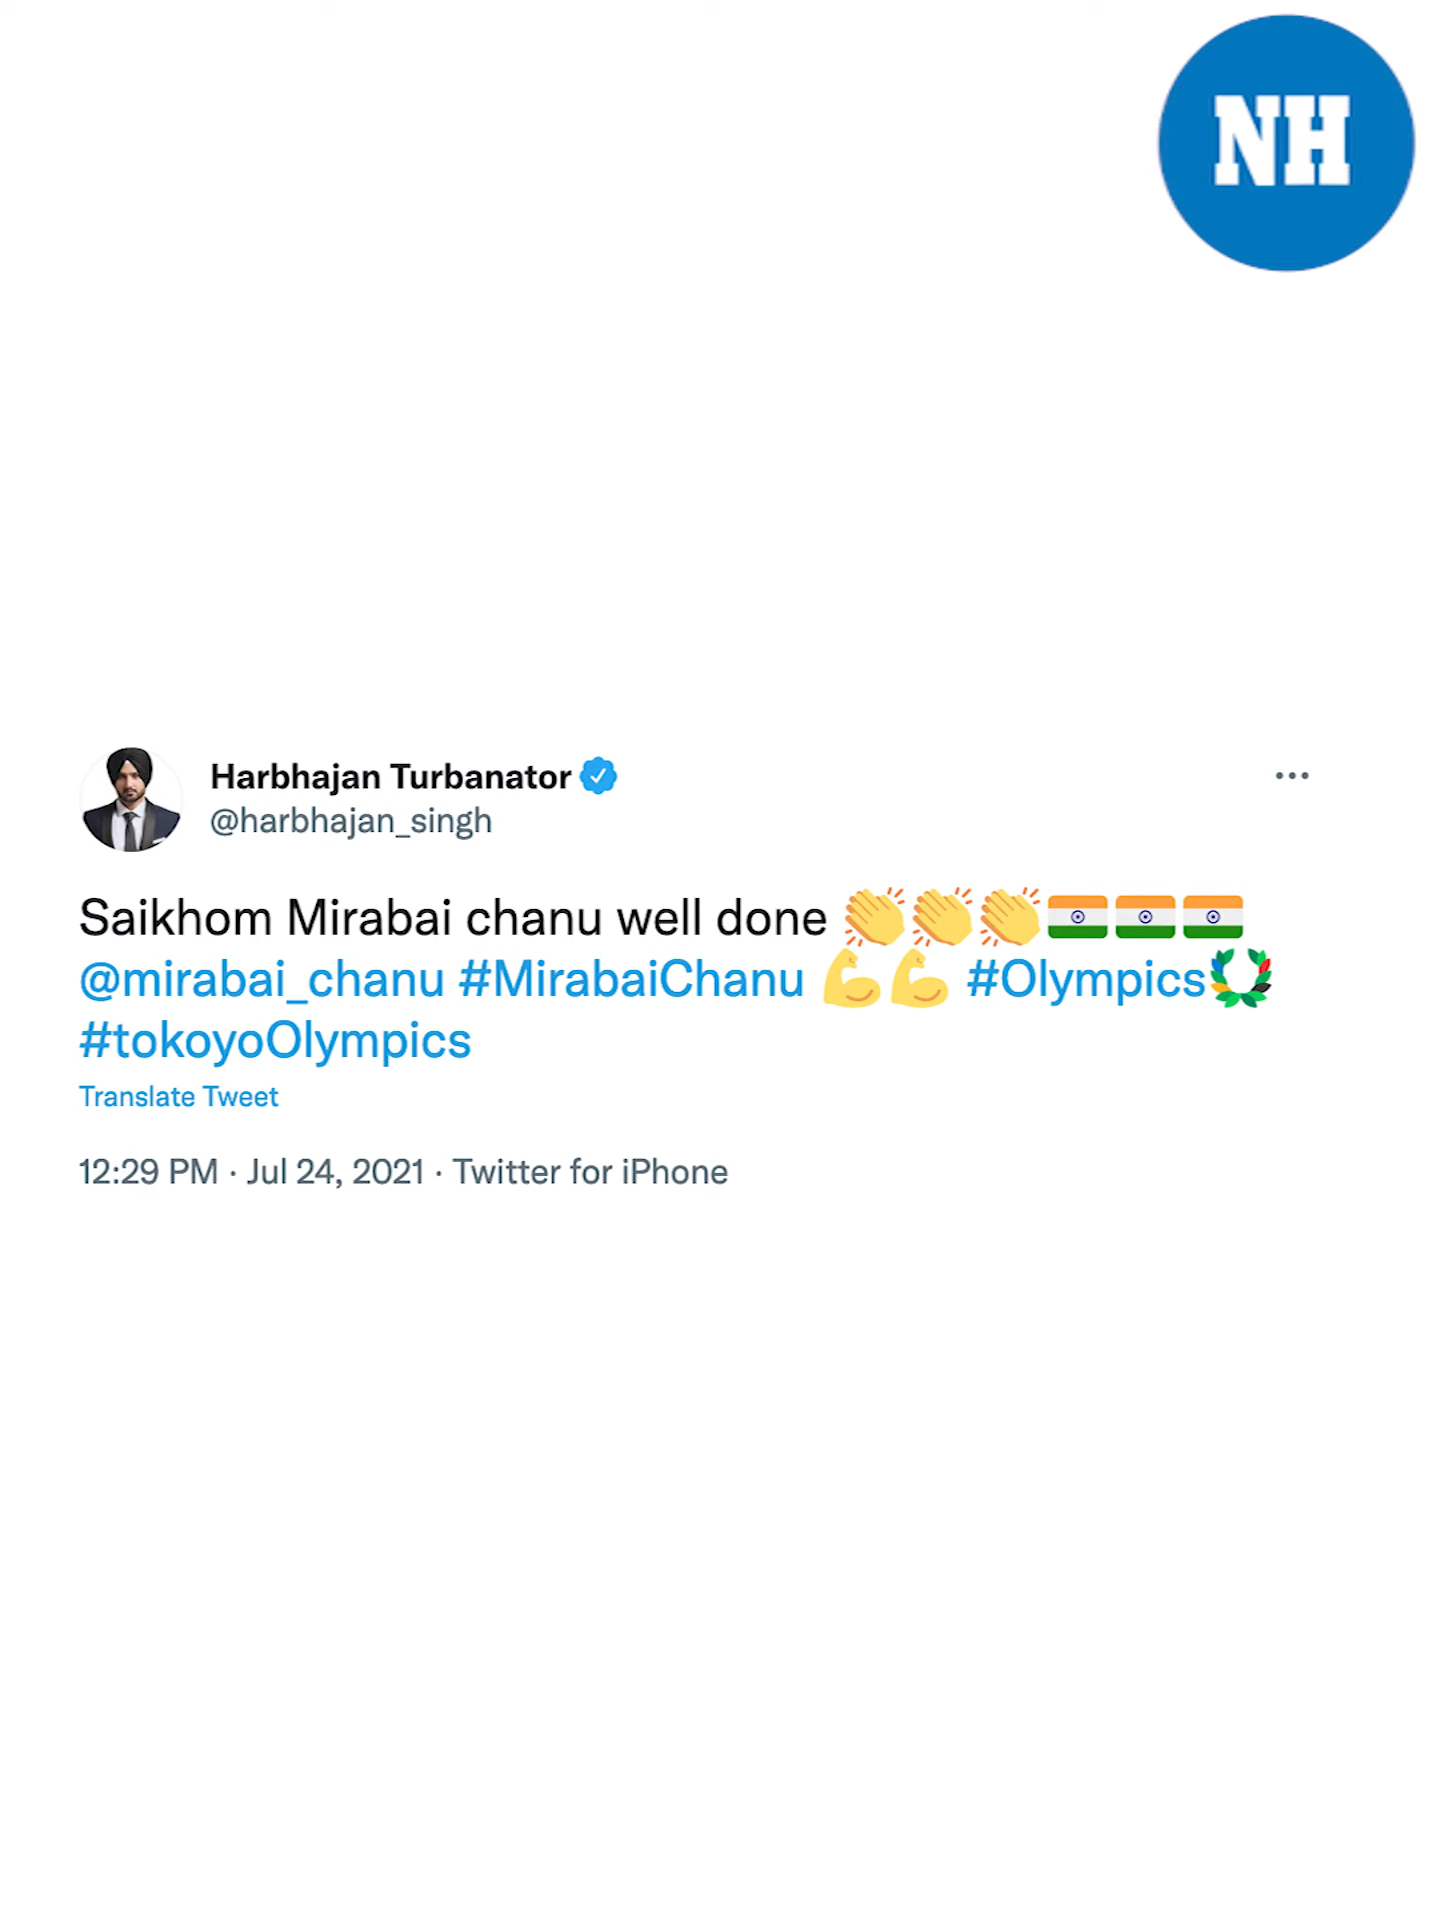 NH
Harbhajan Turbanator
@harbhajan_singh
Saikhom Mirabai chanu well done 👏👏👏🇮🇳🇮🇳🇮🇳
@mirabai_chanu #MirabaiChanu 💪💪 #Olympics
#tokoyoOlympics
Translate Tweet
12:29 PM · Jul 24, 2021 · Twitter for iPhone